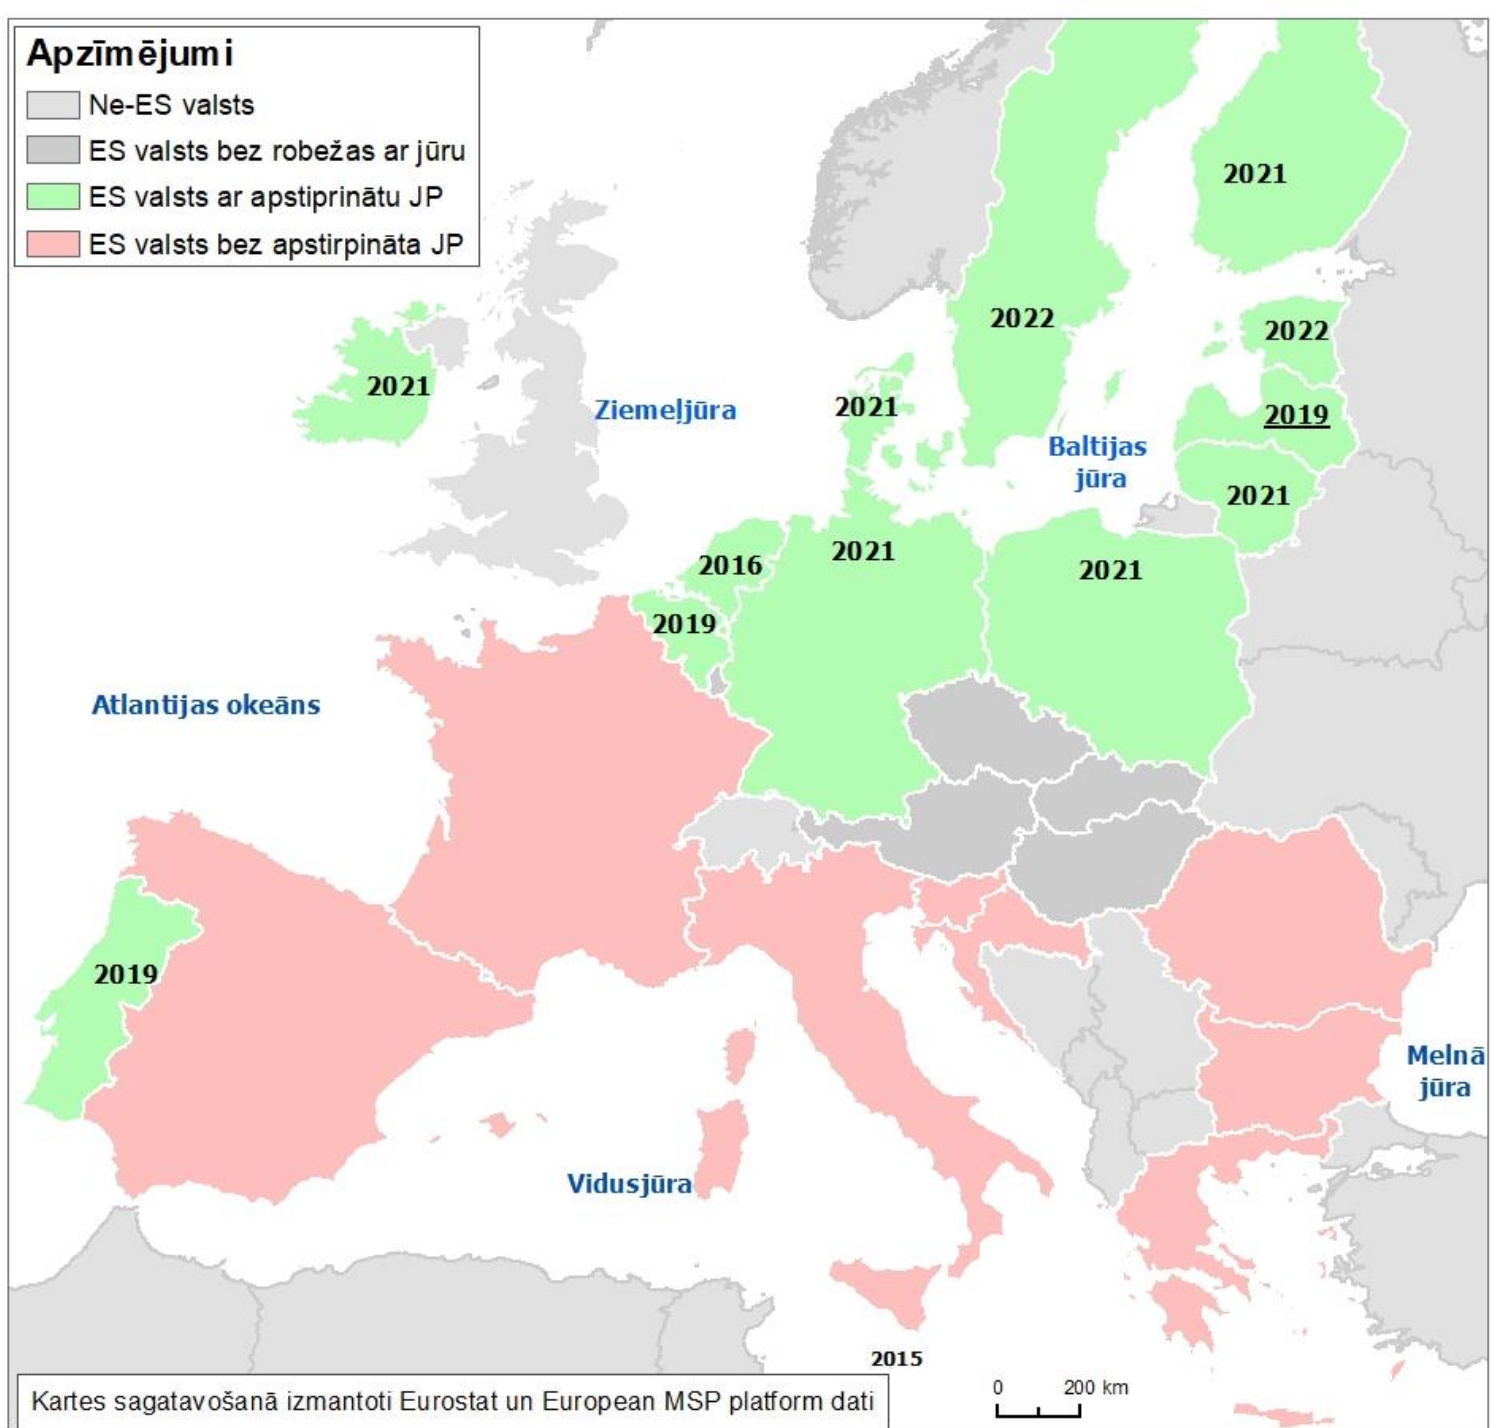 Apzīmējumi
Ne-ES valsts
ES valsts bez robežas ar jūru
ES valsts ar apstiprinātu JP
ES valsts bez apstirpināta JP
2021
2022
2022
2021
2021
2019
Ziemeļjūra
Baltijas
jūra
2021
2021
2016
2021
2019
Atlantijas okeāns
2019
Melnā
jūra
Vidusjūra
2015
0 200 km
Kartes sagatavošanā izmantoti Eurostat un European MSP platform dati